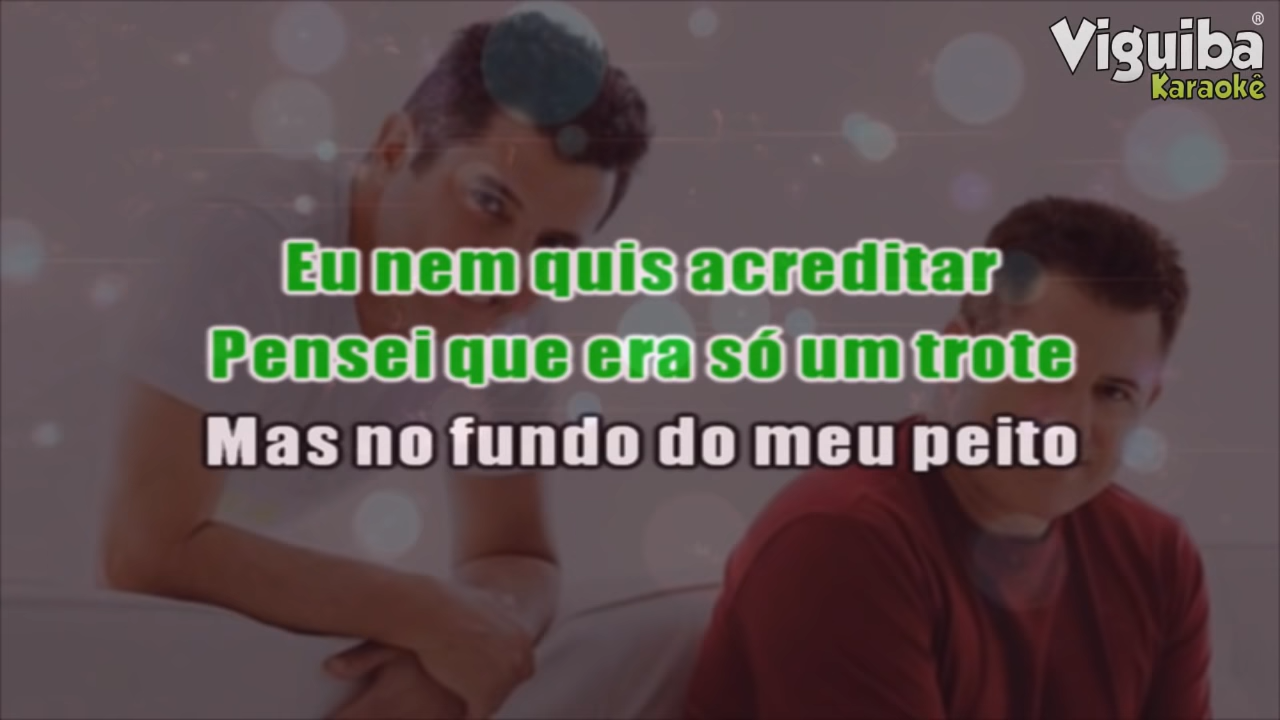 Viguiba®
Karaokê
Eu nem quis acreditar
Pensei que era só um trote
Mas no fundo do meu peito